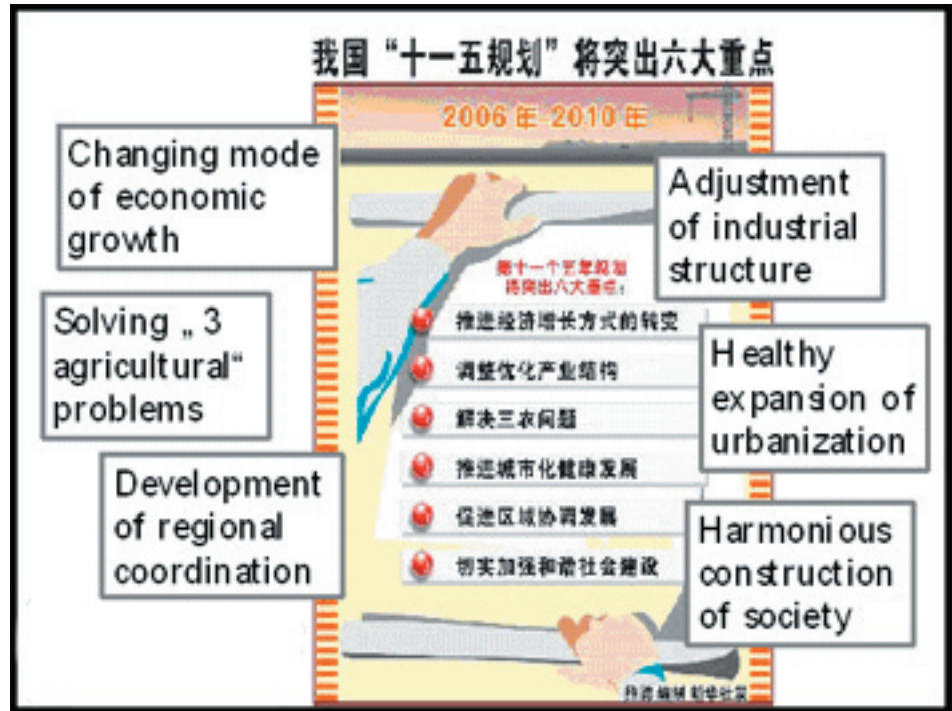 我国“十一五规划”将突出六大重点
2006年-2010年
Changing mode
of economic
growth
Adjustment
of industrial
structure
第十一个五年规划
将突出六大重点：
推进经济增长方式的转变
调整优化产业结构
解决三农问题
推进城市化健康发展
促进区域协调发展
切实加强和谐社会建设
Solving „ 3
agricultural“
problems
Healthy
expansion of
urbanization
Development
of regional
coordination
Harmonious
construction
of society
编制 新华社发